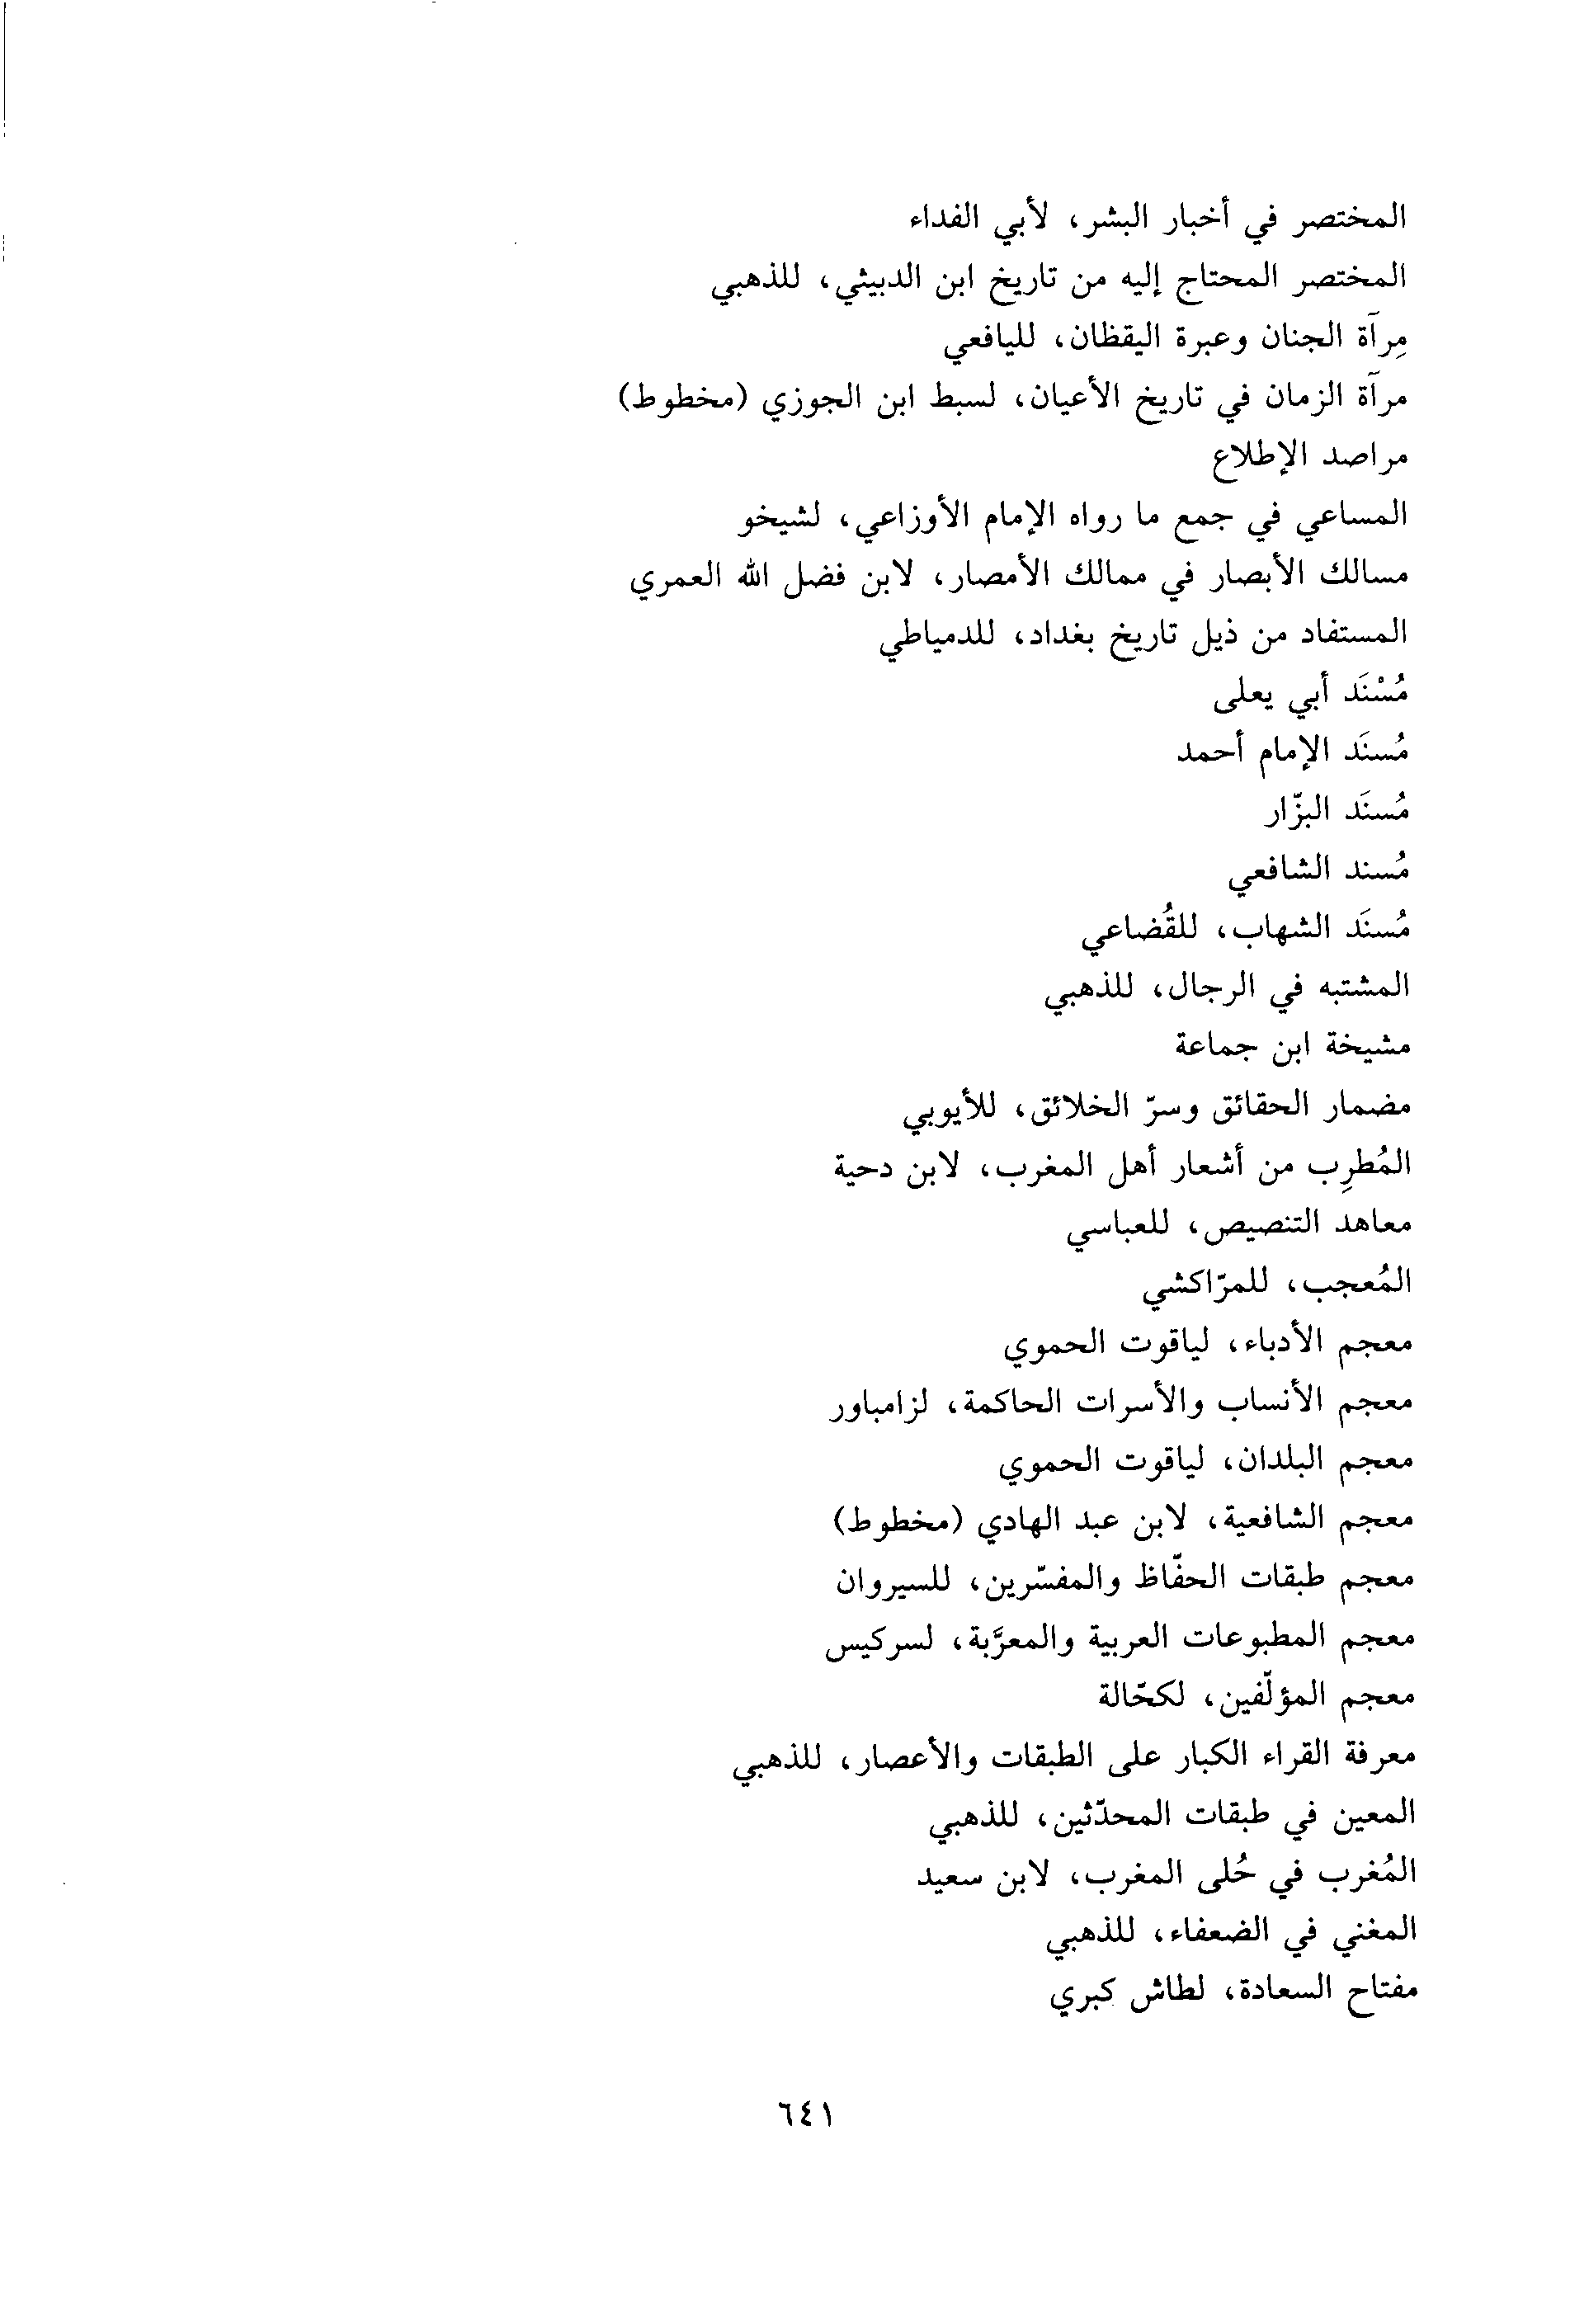 المختصر في أخبار البشر، لأبي الفداء
المختصر المحتاج إليه من تاريخ ابن الدبيثي، للذهبي
مِرآة الجنان وعبرة اليقظان، لليافعي
مرآة الزمان في تاريخ الأعيان، لسبط ابن الجوزي (مخطوط)
مراصد الإطلاع
المساعي في جمع ما رواه الإمام الأوزاعي، لشيخو
مسالك الأبصار في ممالك الأمصار، لابن فضل الله العمري
المستفاد من ذيل تاريخ بغداد، للدمياطي
مُسْنَد أبي يعلى
مُسنَد الإمام أحمد
مُسنَد البزّار
مُسند الشافعي
مُسنَد الشهاب، للقُضاعي
المشتبه في الرجال، للذهبي
مشيخة ابن جماعة
مضمار الحقائق وسرّ الخلائق، للأيوبي
المُطرِب من أشعار أهل المغرب، لابن دحية
معاهد التنصيص، للعباسي
المُعجب، للمرّاكشي
معجم الأدباء، لياقوت الحموي
معجم الأنساب والأسرات الحاكمة، لزامباور
معجم البلدان، لياقوت الحموي
معجم الشافعية، لابن عبد الهادي (مخطوط)
معجم طبقات الحفّاظ والمفسّرين، للسيروان
معجم المطبوعات العربية والمعرَّبة، لسركيس
معجم المؤلّفين، لكحّالة
معرفة القراء الكبار على الطبقات والأعصار، للذهبي
المعين في طبقات المحدّثين، للذهبي
المُغرب في حُلى المغرب، لابن سعيد
المغني في الضعفاء، للذهبي
مفتاح السعادة، لطاش كبري
٦٤١